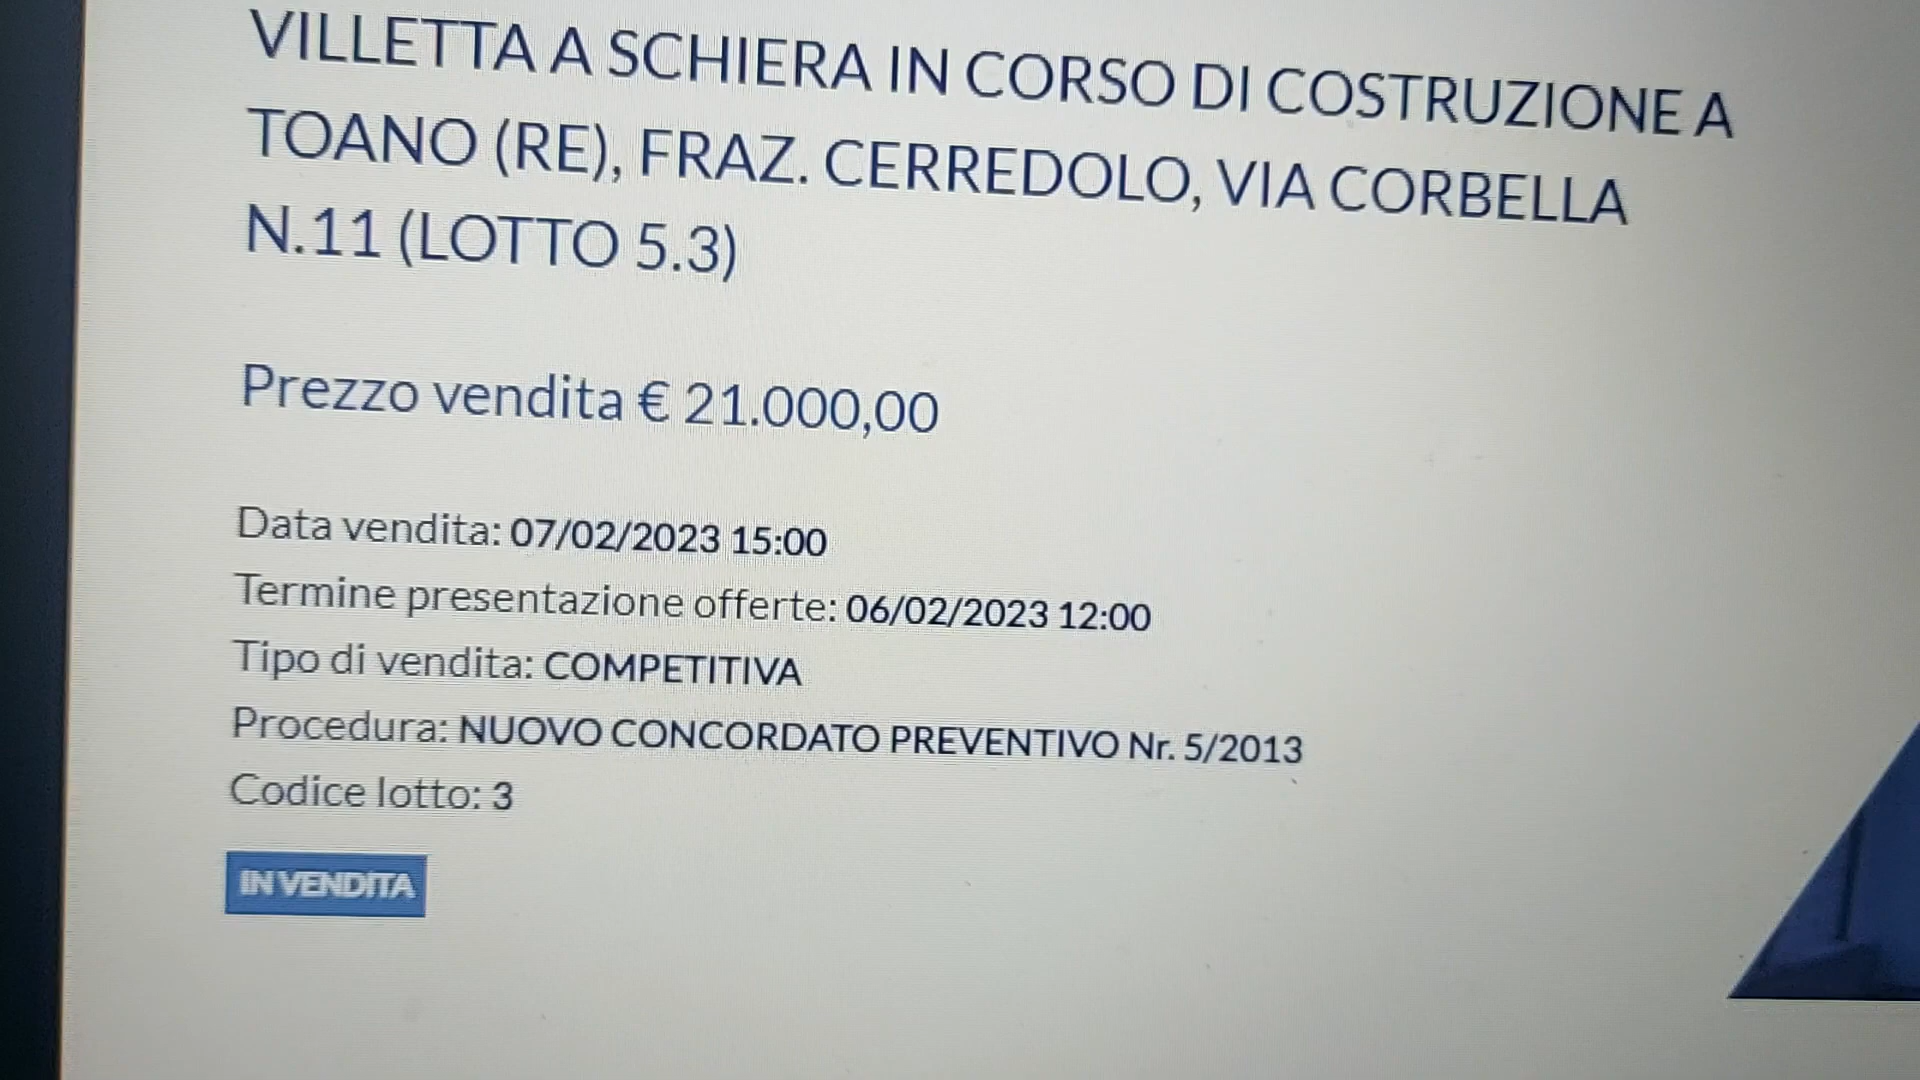 VILLETTA A SCHIERA IN CORSO DI COSTRUZIONE A
TOANO (RE), FRAZ. CERREDOLO, VIA CORBELLA
N.11 (LOTTO 5.3)
Prezzo vendita € 21.000,00
Data vendita: 07/02/2023 15:00
Termine presentazione offerte: 06/02/2023 12:00
Tipo di vendita: COMPETITIVA
Procedura: NUOVO CONCORDATO PREVENTIVO Nr. 5/2013
Codice lotto: 3
IN VENDITA